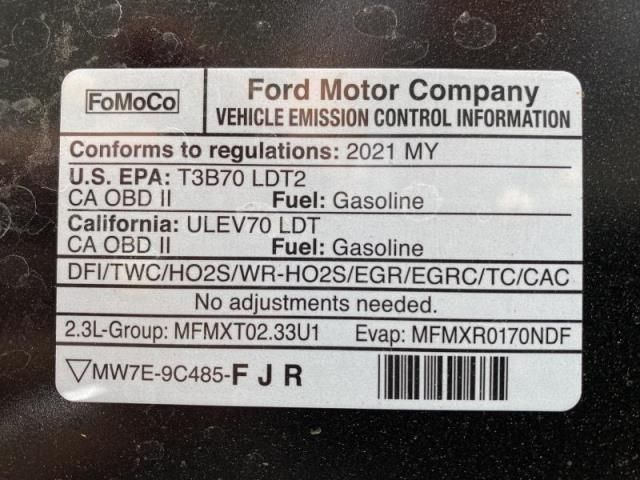 FoMoCo
Ford Motor Company
VEHICLE EMISSION CONTROL INFORMATION
Conforms to regulations: 2021 MY
U.S. EPA: T3B70 LDT2
CA OBD II Fuel: Gasoline
California: ULEV70 LDT
CA OBD II Fuel: Gasoline
DFI/TWC/HO2S/WR-HO2S/EGR/EGRC/TC/CAC
No adjustments needed.
2.3L-Group: MFMXT02.33U1 Evap: MFMXR0170NDF
▽MW7E-9C485-F J R